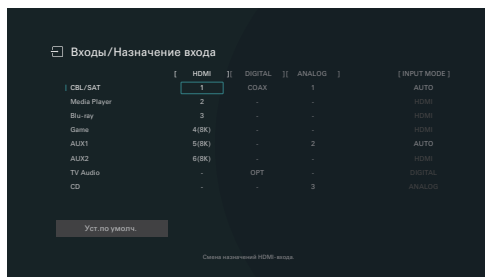 Входы/Назначение входа
[ HDMI ][ DIGITAL ][ ANALOG ] [ INPUT MODE ]
CBL/SAT 1 COAX 1 AUTO
Media Player 2 - - HDMI
Blu-ray 3 - - HDMI
Game 4(8K) - - HDMI
AUX1 5(8K) - 2 AUTO
AUX2 6(8K) - - HDMI
TV Audio - OPT - DIGITAL
CD - - 3 ANALOG
Уст.по умолч.
Смена назначений HDMI-входа.